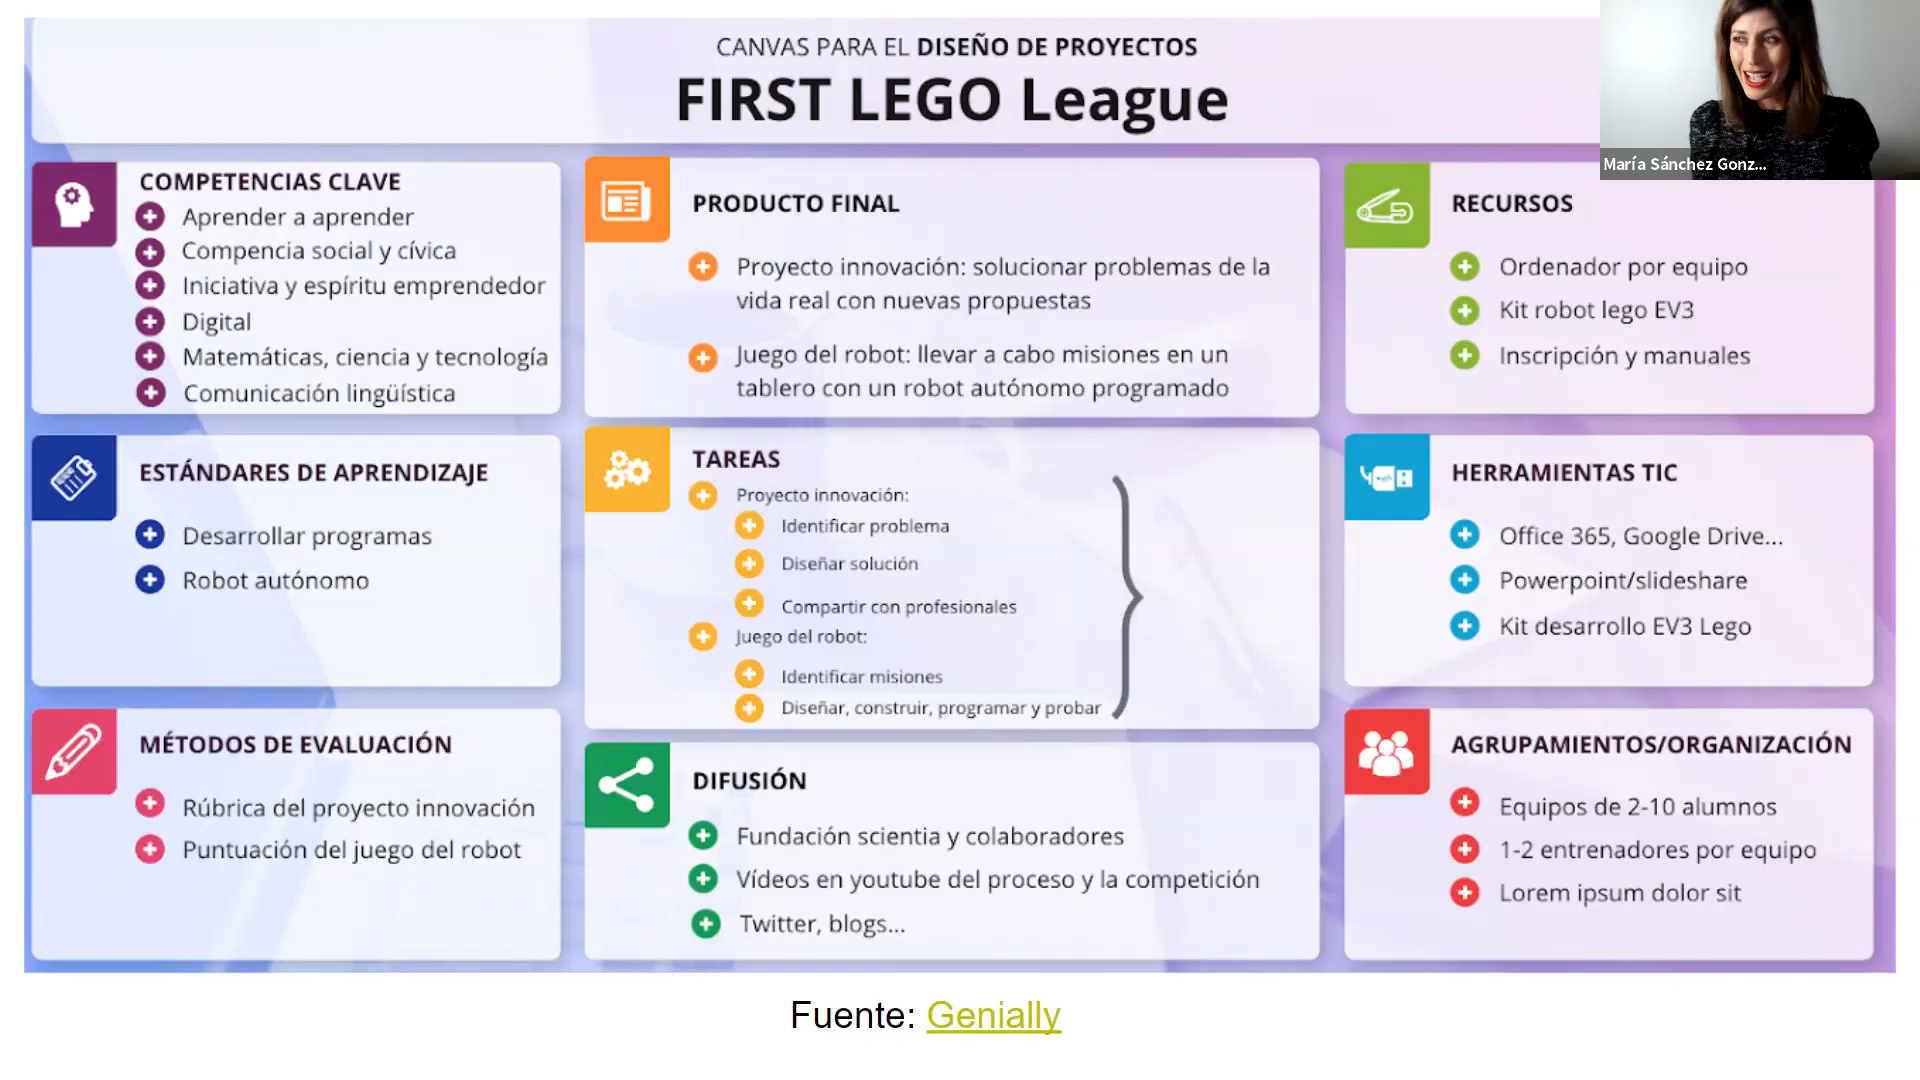 CANVAS PARA EL DISEÑO DE PROYECTOS
FIRST LEGO League
María Sánchez Gonz...
COMPETENCIAS CLAVE
Aprender a aprender
Compencia social y cívica
Iniciativa y espíritu emprendedor
Digital
Matemáticas, ciencia y tecnología
Comunicación lingüística
PRODUCTO FINAL
Proyecto innovación: solucionar problemas de la
vida real con nuevas propuestas
Juego del robot: llevar a cabo misiones en un
tablero con un robot autónomo programado
RECURSOS
Ordenador por equipo
Kit robot lego EV3
Inscripción y manuales
ESTÁNDARES DE APRENDIZAJE
Desarrollar programas
Robot autónomo
TAREAS
Proyecto innovación:
Identificar problema
Diseñar solución
Compartir con profesionales
Juego del robot:
Identificar misiones
Diseñar, construir, programar y probar
HERRAMIENTAS TIC
Office 365, Google Drive...
Powerpoint/slideshare
Kit desarrollo EV3 Lego
MÉTODOS DE EVALUACIÓN
Rúbrica del proyecto innovación
Puntuación del juego del robot
DIFUSIÓN
Fundación scientia y colaboradores
Vídeos en youtube del proceso y la competición
Twitter, blogs...
AGRUPAMIENTOS/ORGANIZACIÓN
Equipos de 2-10 alumnos
1-2 entrenadores por equipo
Lorem ipsum dolor sit
Fuente: Genially